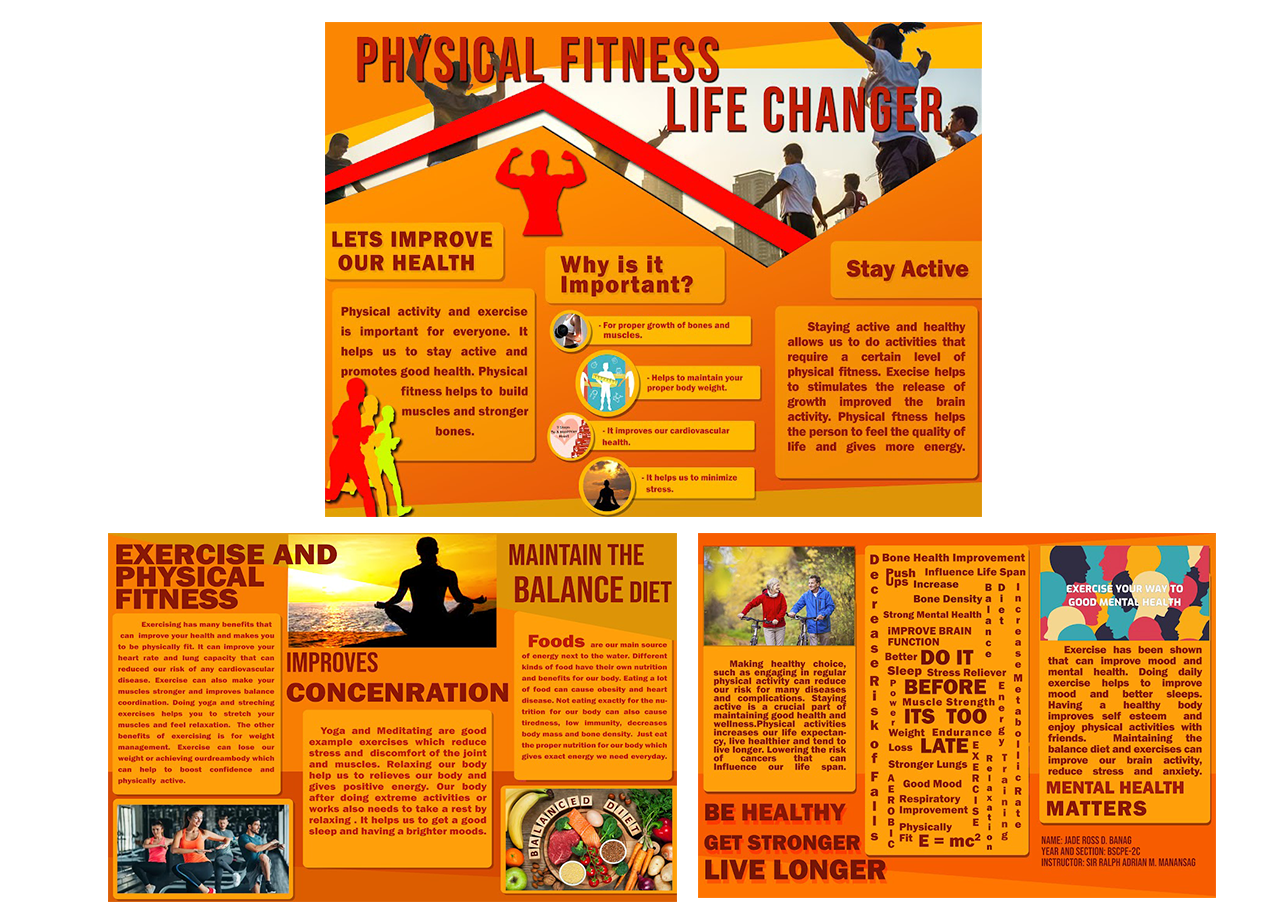 PHYSICAL FITNESS
LIFE CHANGER
LETS IMPROVE
OUR HEALTH
Physical activity and exercise
is important for everyone. It
helps us to stay active and
promotes good health. Physical
fitness helps to build
muscles and stronger
bones.
Why is it
Important?
- For proper growth of bones and
muscles.
- Helps to maintain your
proper body weight.
- It improves our cardiovascular
health.
- It helps us to minimize
stress.
Stay Active
Staying active and healthy
allows us to do activities that
require a certain level of
physical fitness. Execise helps
to stimulates the release of
growth improved the brain
activity. Physical ftness helps
the person to feel the quality of
life and gives more energy.
EXERCISE AND
PHYSICAL
FITNESS
Exercising has many benefits that
can improve your health and makes you
to be physically fit. It can improve your
heart rate and lung capacity that can
reduced our risk of any cardiovascular
disease. Exercise can also make your
muscles stronger and improves balance
coordination. Doing yoga and streching
exercises helps you to stretch your
muscles and feel relaxation. The other
benefits of exercising is for weight
management. Exercise can lose our
weight or achieving ourdreambody which
can help to boost confidence and
physically active.
IMPROVES
CONCENRATION
Yoga and Meditating are good
example exercises which reduce
stress and discomfort of the joint
and muscles. Relaxing our body
help us to relieves our body and
gives positive energy. Our body
after doing extreme activities or
works also needs to take a rest by
relaxing . It helps us to get a good
sleep and having a brighter moods.
MAINTAIN THE
BALANCE DIET
Foods are our main source
of energy next to the water. Different
kinds of food have their own nutrition
and benefits for our body. Eating a lot
of food can cause obesity and heart
disease. Not eating exactly for the nu-
trition for our body can also cause
tiredness, low immunity, decreases
body mass and bone density. Just eat
the proper nutrition for our body which
gives exact energy we need everyday.
BALANCED DIET
Making healthy choice,
such as engaging in regular
physical activity can reduce
our risk for many diseases
and complications. Staying
active is a crucial part of
maintaining good health and
wellness.Physical activities
increases our life expectan-
cy, live healthier and tend to
live longer. Lowering the risk
of cancers that can
Influence our life span.
BE HEALTHY
GET STRONGER
LIVE LONGER
Decrease Risk of Falls
Bone Health Improvement
Push
Ups
Influence Life Span
Increase
Bone Density
Balance
Diet
Increase Metabollic Rate
Strong Mental Health
iMPROVE BRAIN
FUNCTION
Better
DO IT
Sleep
Stress Reliever
Power
BEFORE
Energy
Muscle Strength
ITS TOO
Weight
Endurance
Loss
LATE
Training
Stronger Lungs
EXERCISE
Relaxation
AEROBIC
Good Mood
Respiratory
Improvement
Physically
Fit
E = mc²
EXERCISE YOUR WAY TO
GOOD MENTAL HEALTH
Exercise has been shown
that can improve mood and
mental health. Doing daily
exercise helps to improve
mood and better sleeps.
Having a healthy body
improves self esteem and
enjoy physical activities with
friends. Maintaining the
balance diet and exercises can
improve our brain activity,
reduce stress and anxiety.
MENTAL HEALTH
MATTERS
NAME: JADE ROSS D. BANAG
YEAR AND SECTION: BSCPE-2C
INSTRUCTOR: SIR RALPH ADRIAN M. MANANSAG